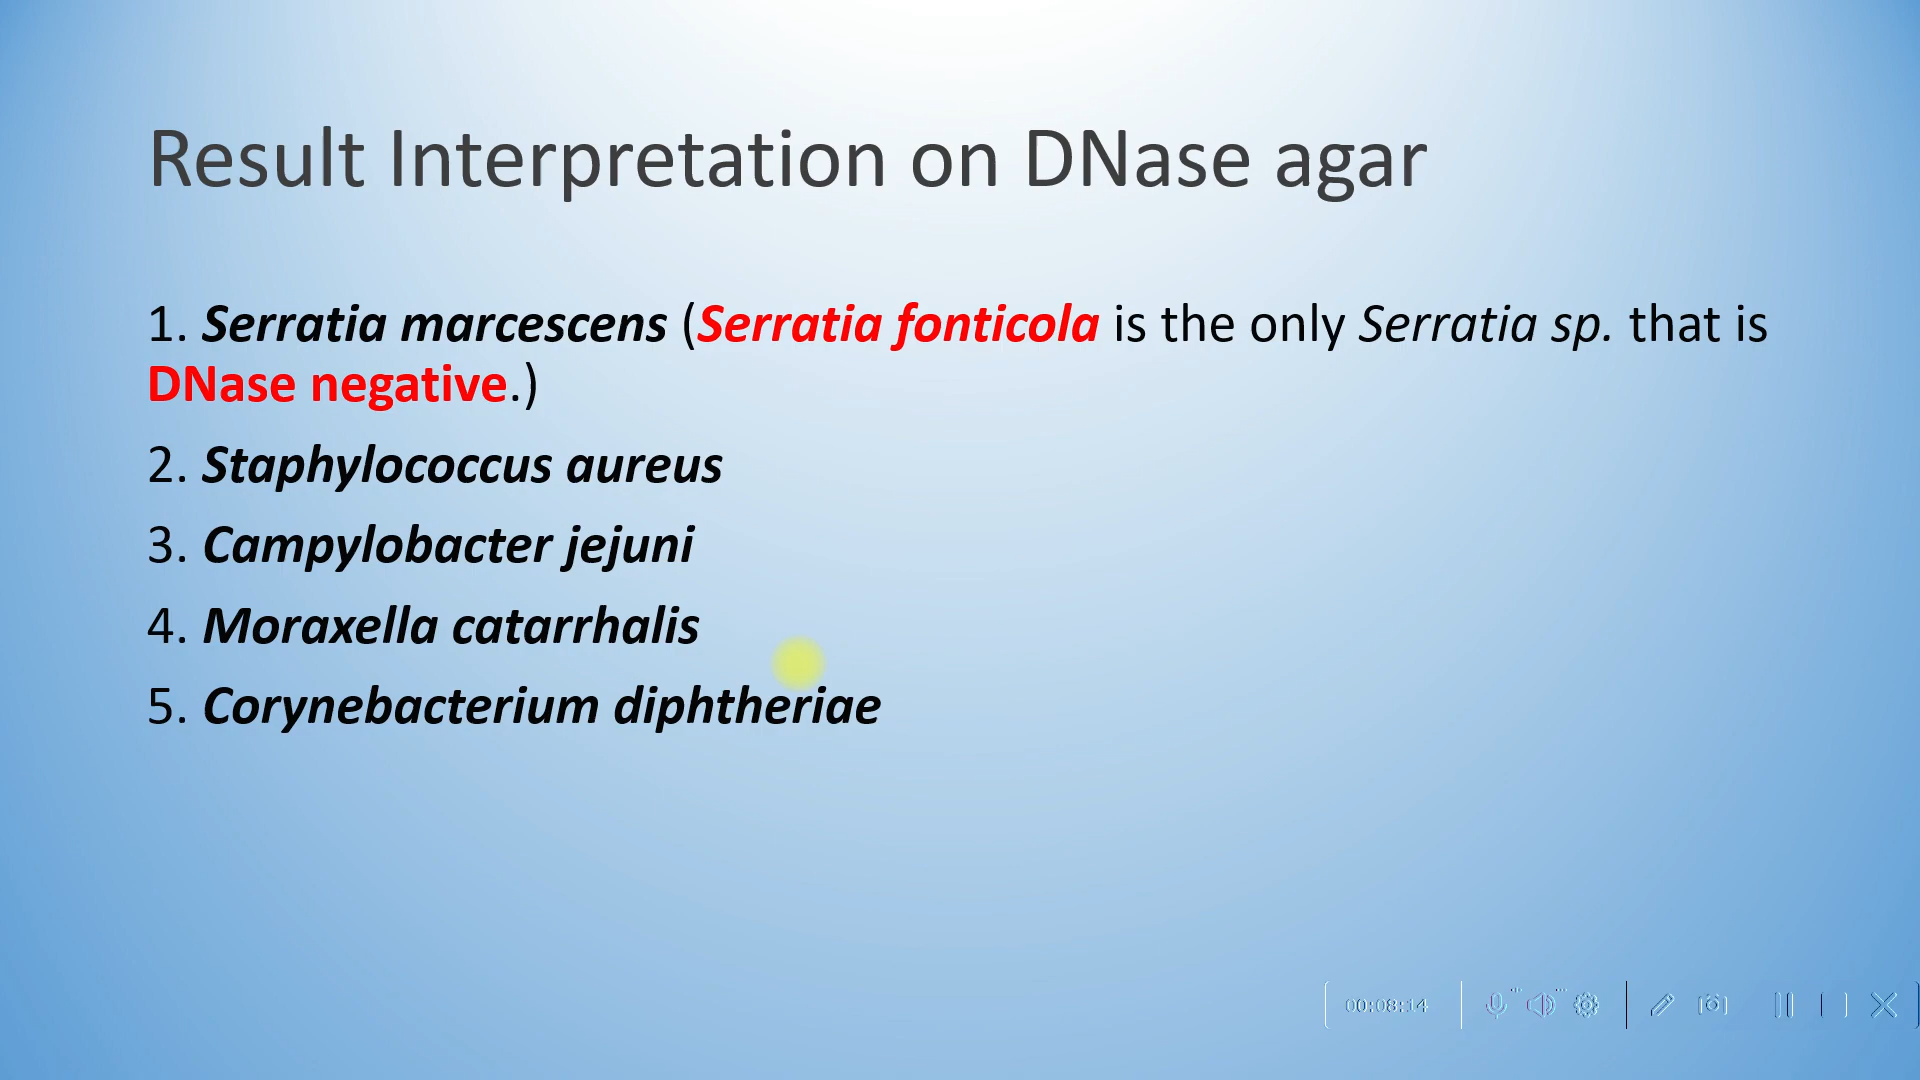 Result Interpretation on DNase agar
1. Serratia marcescens (Serratia fonticola is the only Serratia sp. that is
DNase negative.)
2. Staphylococcus aureus
3. Campylobacter jejuni
4. Moraxella catarrhalis
5. Corynebacterium diphtheriae
00:08:14